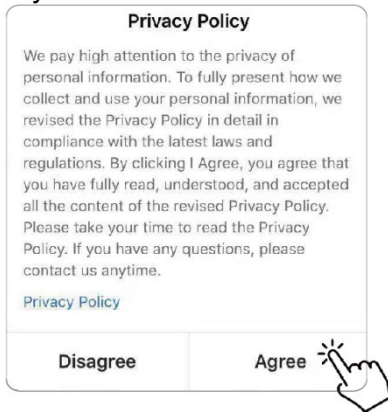 Privacy Policy
We pay high attention to the privacy of
personal information. To fully present how we
collect and use your personal information, we
revised the Privacy Policy in detail in
compliance with the latest laws and
regulations. By clicking I Agree, you agree that
you have fully read, understood, and accepted
all the content of the revised Privacy Policy.
Please take your time to read the Privacy
Policy. If you have any questions, please
contact us anytime.
Privacy Policy
Disagree
Agree